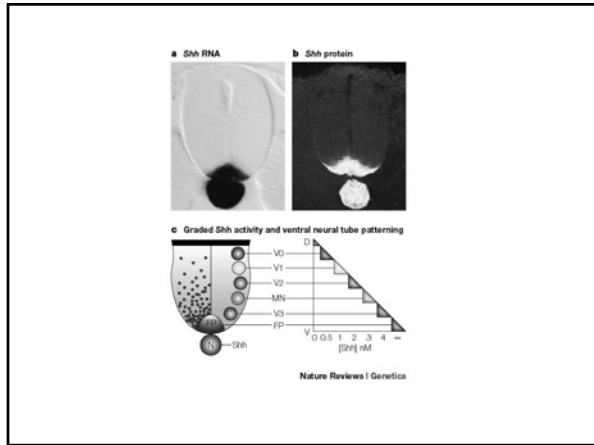 a Shh RNA
b Shh protein
c Graded Shh activity and ventral neural tube patterning
D
V0
V1
V2
MN
V3
FP
V
FP
N
Shh
0 0.5 1 2 3 4 ∞
[Shh] nM
Nature Reviews | Genetics